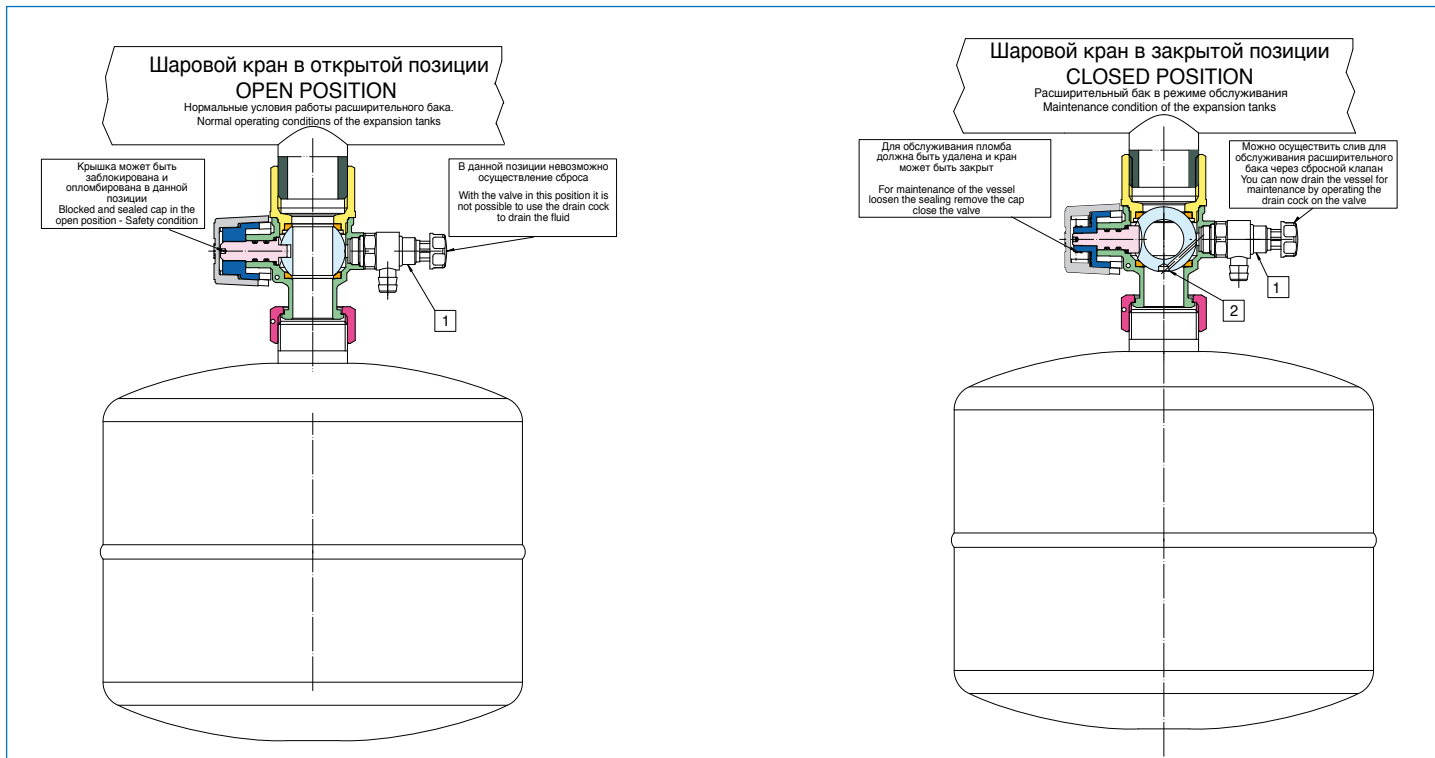 Шаровой кран в открытой позиции
OPEN POSITION
Нормальные условия работы расширительного бака.
Normal operating conditions of the expansion tanks
Крышка может быть
заблокирована и
опломбирована в данной
позиции
Blocked and sealed cap in the
open position - Safety condition
В данной позиции невозможно
осуществление сброса
With the valve in this position it is
not possible to use the drain cock
to drain the fluid
1
Шаровой кран в закрытой позиции
CLOSED POSITION
Расширительный бак в режиме обслуживания
Maintenance condition of the expansion tanks
Для обслуживания пломба
должна быть удалена и кран
может быть закрыт
For maintenance of the vessel
loosen the sealing remove the cap
close the valve
Можно осуществить слив для
обслуживания расширительного
бака через сбросной клапан
You can now drain the vessel for
maintenance by operating the
drain cock on the valve
1
2